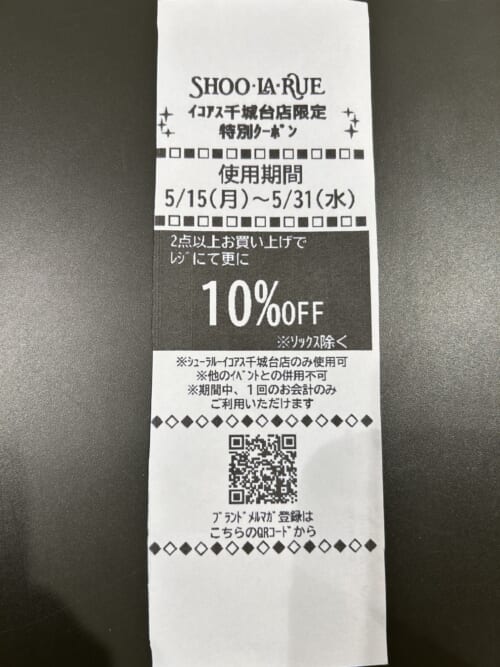 SHOO・LA・RUE
ｲｺｱｽ千城台店限定
特別ｸｰﾎﾟﾝ
使用期間
5/15(月)～5/31(水)
2点以上お買い上げで
ﾚｼﾞにて更に
10%OFF
※ｿｯｸｽ除く
※ｼｭｰﾗﾙｰｲｺｱｽ千城台店のみ使用可
※他のｲﾍﾞﾝﾄとの併用不可
※期間中、1回のお会計のみ
ご利用いただけます
ﾌﾞﾗﾝﾄﾞﾒﾙﾏｶﾞ登録は
こちらのQRｺｰﾄﾞから